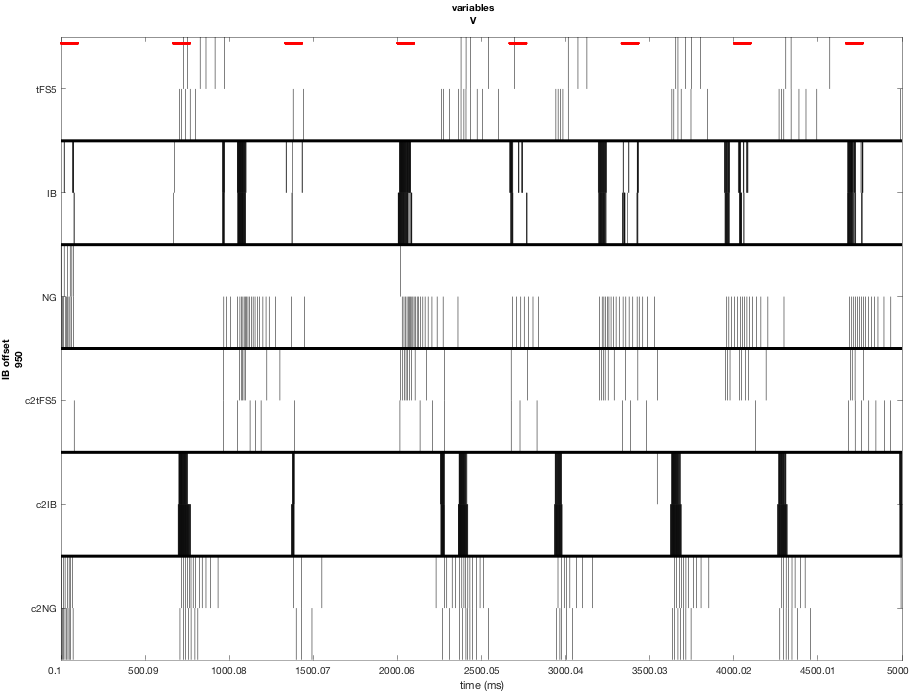 variables
V
tFS5
IB
NG
IB offset
950
c2tFS5
c2IB
c2NG
0.1 500.09 1000.08 1500.07 2000.06 2500.05 3000.04 3500.03 4000.02 4500.01 5000
time (ms)